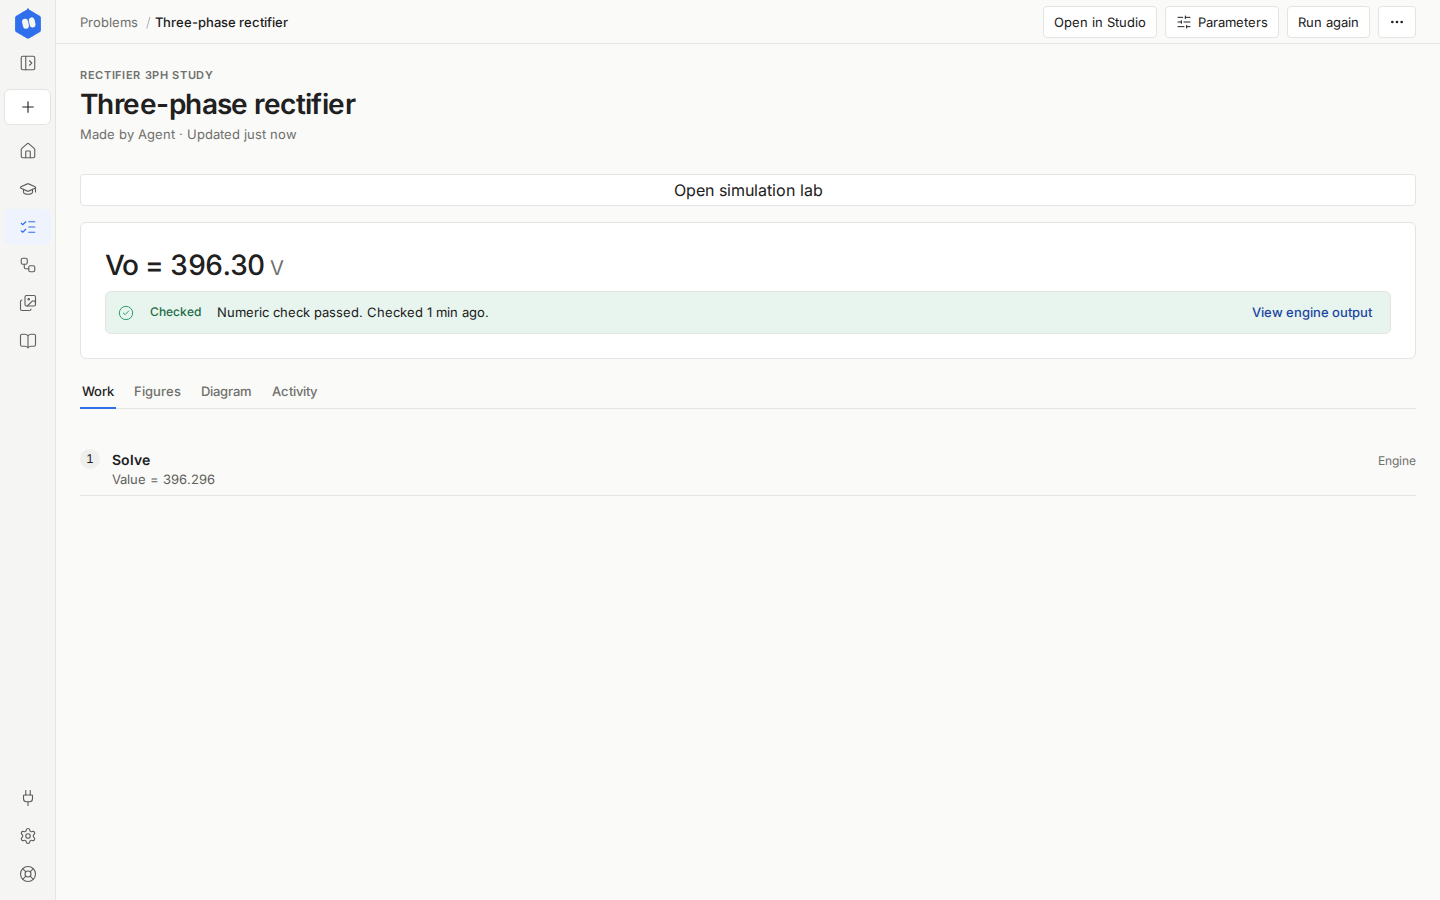 Problems / Three-phase rectifier
Open in Studio
Parameters
Run again
RECTIFIER 3PH STUDY
Three-phase rectifier
Made by Agent · Updated just now
Open simulation lab
Vo = 396.30 V
Checked Numeric check passed. Checked 1 min ago.
View engine output
Work Figures Diagram Activity
1 Solve
Engine
Value = 396.296